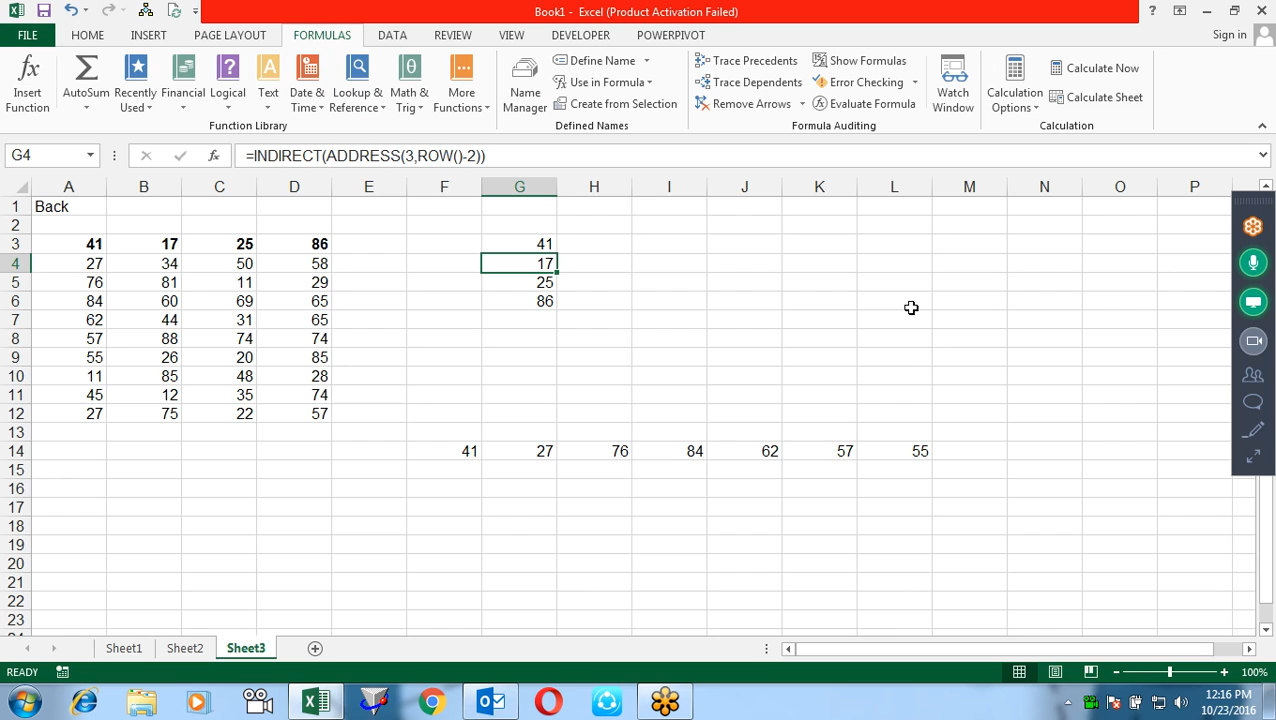 Book1 - Excel (Product Activation Failed)
FILE HOME INSERT PAGE LAYOUT FORMULAS DATA REVIEW VIEW DEVELOPER POWERPIVOT Sign in
Insert Function
AutoSum
Recently Used
Financial
Logical
Text
Date & Time
Lookup & Reference
Math & Trig
More Functions
Function Library
Name Manager
Define Name
Use in Formula
Create from Selection
Defined Names
Trace Precedents
Trace Dependents
Remove Arrows
Show Formulas
Error Checking
Evaluate Formula
Formula Auditing
Watch Window
Calculation Options
Calculate Now
Calculate Sheet
Calculation
G4 fx =INDIRECT(ADDRESS(3,ROW()-2))
A B C D E F G H I J K L M N O P
1 Back
2
3 41 17 25 86 41
4 27 34 50 58 17
5 76 81 11 29 25
6 84 60 69 65 86
7 62 44 31 65
8 57 88 74 74
9 55 26 20 85
10 11 85 48 28
11 45 12 35 74
12 27 75 22 57
13
14 41 27 76 84 62 57 55
15
16
17
18
19
20
21
22
23
Sheet1 Sheet2 Sheet3
READY 100%
12:16 PM
10/23/2016